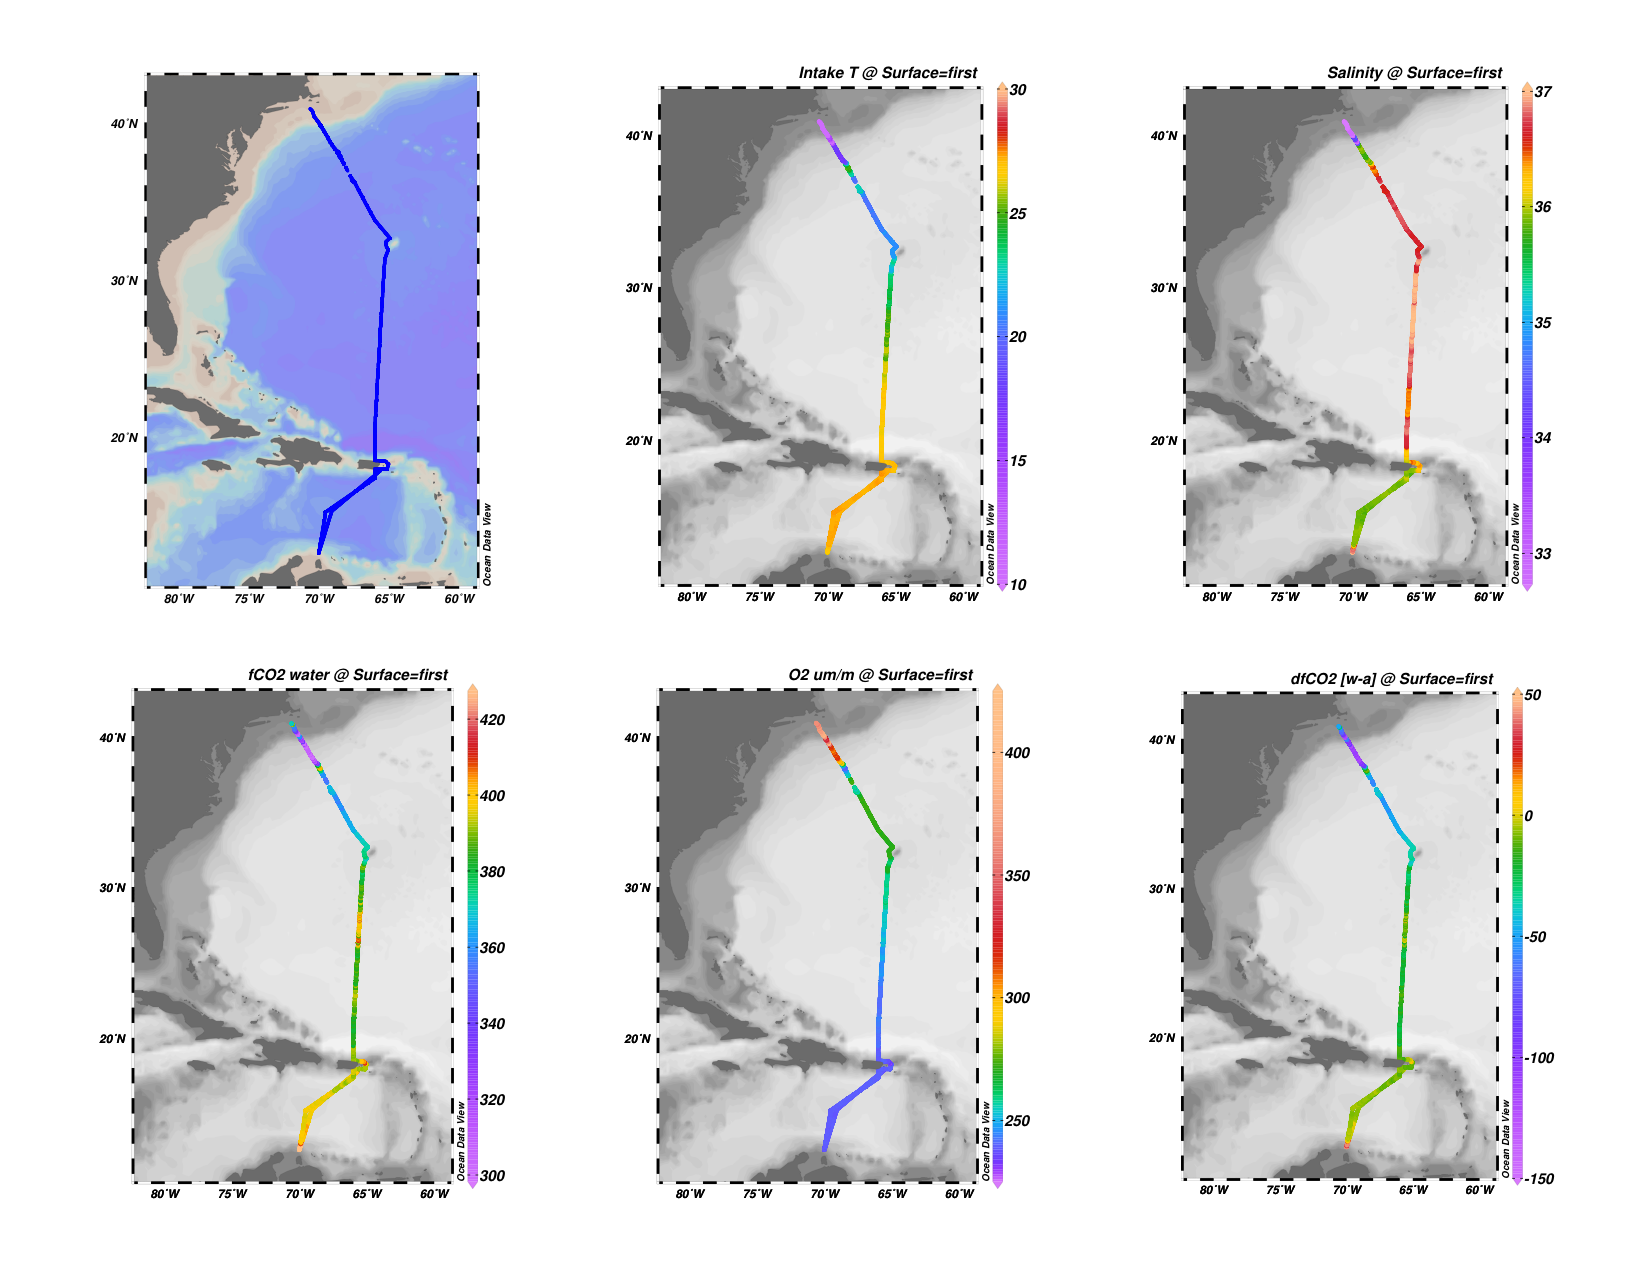 40°N
30°N
20°N
80°W 75°W 70°W 65°W 60°W
Ocean Data View
Intake T @ Surface=first
40°N
30°N
20°N
80°W 75°W 70°W 65°W 60°W
Ocean Data View
30
25
20
15
10
Salinity @ Surface=first
40°N
30°N
20°N
80°W 75°W 70°W 65°W 60°W
Ocean Data View
37
36
35
34
33
fCO2 water @ Surface=first
40°N
30°N
20°N
80°W 75°W 70°W 65°W 60°W
Ocean Data View
420
400
380
360
340
320
300
O2 um/m @ Surface=first
40°N
30°N
20°N
80°W 75°W 70°W 65°W 60°W
Ocean Data View
400
350
300
250
dfCO2 [w-a] @ Surface=first
40°N
30°N
20°N
80°W 75°W 70°W 65°W 60°W
Ocean Data View
50
0
-50
-100
-150